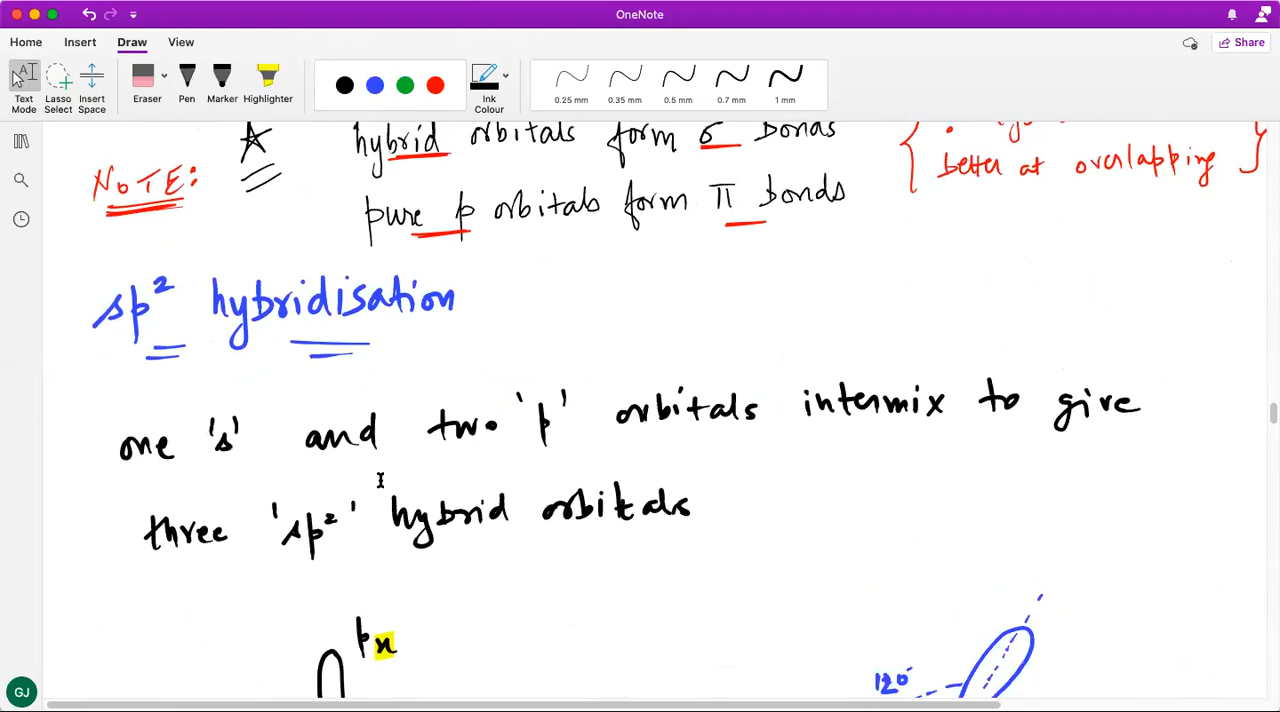 OneNote
Home Insert Draw View
Share
Text Mode
Lasso Select
Insert Space
Eraser
Pen
Marker
Highlighter
Ink Colour
0.25 mm
0.35 mm
0.5 mm
0.7 mm
1 mm
hybrid orbitals form σ bonds
better at overlapping
NOTE:
pure p orbitals form π bonds
sp² hybridisation
one 's' and two 'p' orbitals intermix to give
three 'sp²' hybrid orbitals
px
120°
GJ